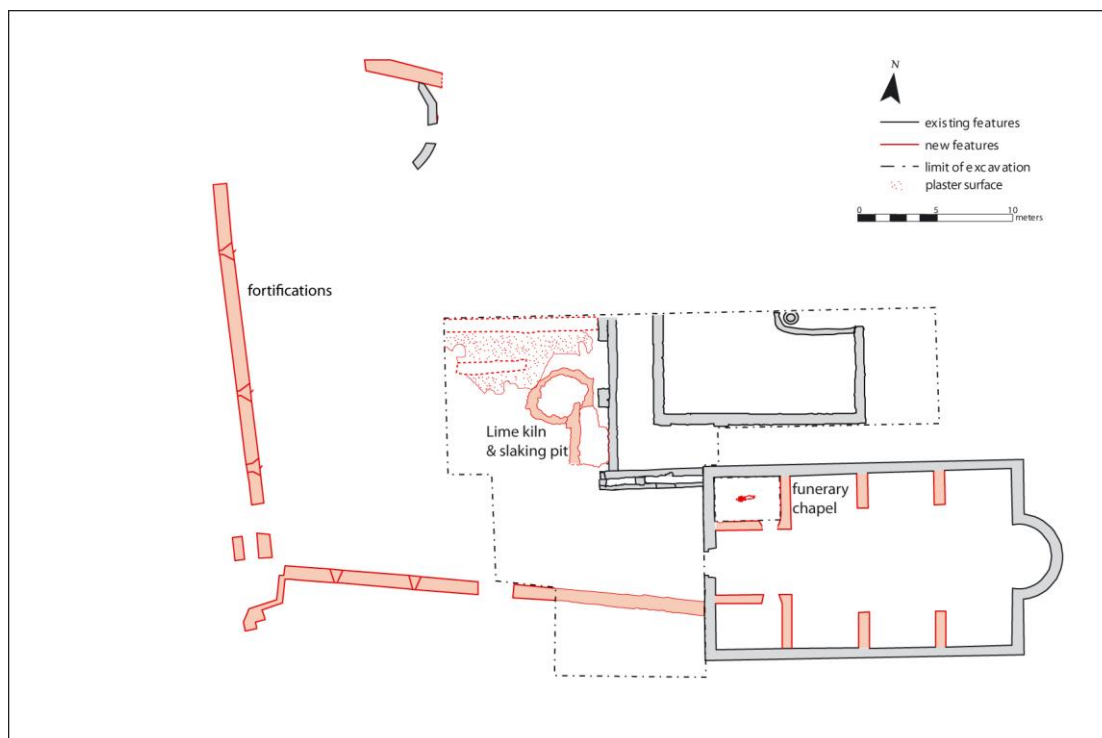 N
existing features
new features
limit of excavation
plaster surface
0 5 10
meters
fortifications
Lime kiln
& slaking pit
funerary
chapel